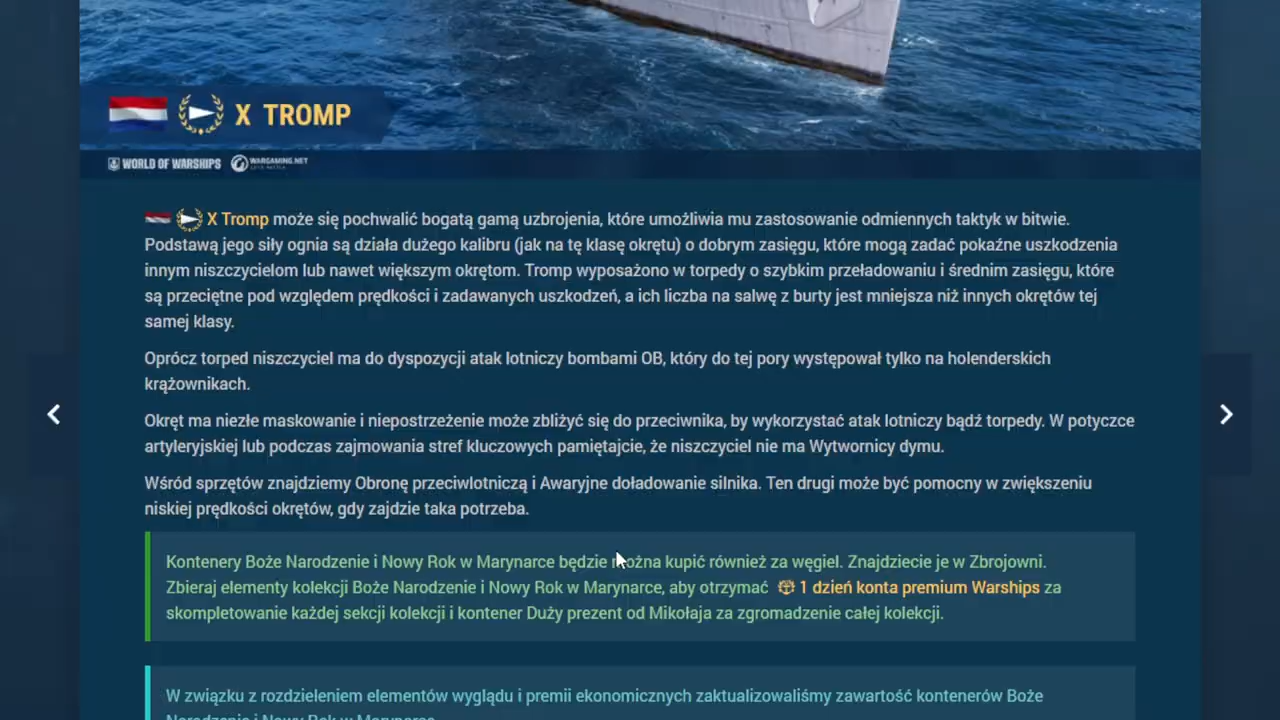 X TROMP
WORLD OF WARSHIPS WARGAMING.NET
X Tromp może się pochwalić bogatą gamą uzbrojenia, które umożliwia mu zastosowanie odmiennych taktyk w bitwie.
Podstawą jego siły ognia są działa dużego kalibru (jak na tę klasę okrętu) o dobrym zasięgu, które mogą zadać pokaźne uszkodzenia
innym niszczycielom lub nawet większym okrętom. Tromp wyposażono w torpedy o szybkim przeładowaniu i średnim zasięgu, które
są przeciętne pod względem prędkości i zadawanych uszkodzeń, a ich liczba na salwę z burty jest mniejsza niż innych okrętów tej
samej klasy.
Oprócz torped niszczyciel ma do dyspozycji atak lotniczy bombami OB, który do tej pory występował tylko na holenderskich
krążownikach.
Okręt ma niezłe maskowanie i niepostrzeżenie może zbliżyć się do przeciwnika, by wykorzystać atak lotniczy bądź torpedy. W potyczce
artyleryjskiej lub podczas zajmowania stref kluczowych pamiętajcie, że niszczyciel nie ma Wytwornicy dymu.
Wśród sprzętów znajdziemy Obronę przeciwlotniczą i Awaryjne doładowanie silnika. Ten drugi może być pomocny w zwiększeniu
niskiej prędkości okrętów, gdy zajdzie taka potrzeba.
Kontenery Boże Narodzenie i Nowy Rok w Marynarce będzie można kupić również za węgiel. Znajdziecie je w Zbrojowni.
Zbieraj elementy kolekcji Boże Narodzenie i Nowy Rok w Marynarce, aby otrzymać 1 dzień konta premium Warships za
skompletowanie każdej sekcji kolekcji i kontener Duży prezent od Mikołaja za zgromadzenie całej kolekcji.
W związku z rozdzieleniem elementów wyglądu i premii ekonomicznych zaktualizowaliśmy zawartość kontenerów Boże
Narodzenie i Nowy Rok w Marynarce.